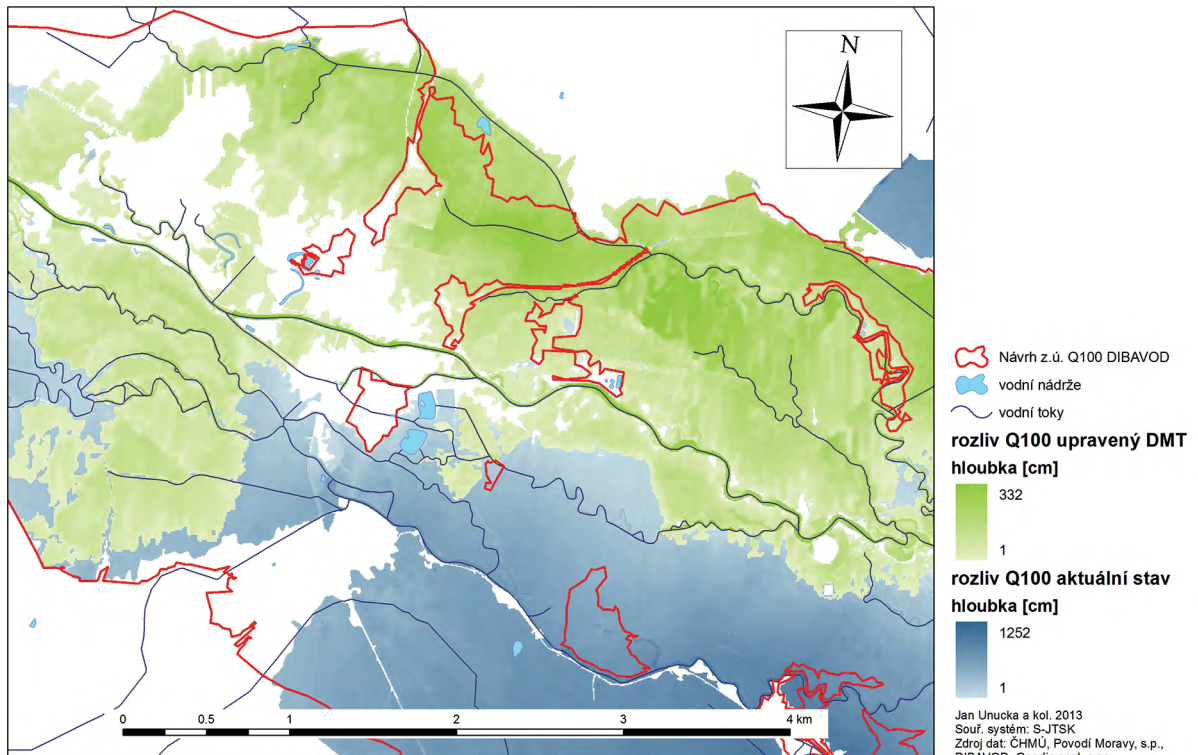 N
Návrh z.ú. Q100 DIBAVOD
vodní nádrže
vodní toky
rozliv Q100 upravený DMT
hloubka [cm]
332
1
rozliv Q100 aktuální stav
hloubka [cm]
1252
1
0 0.5 1 2 3 4 km
Jan Unucka a kol. 2013
Souř. systém: S-JTSK
Zdroj dat: ČHMÚ, Povodí Moravy, s.p.,